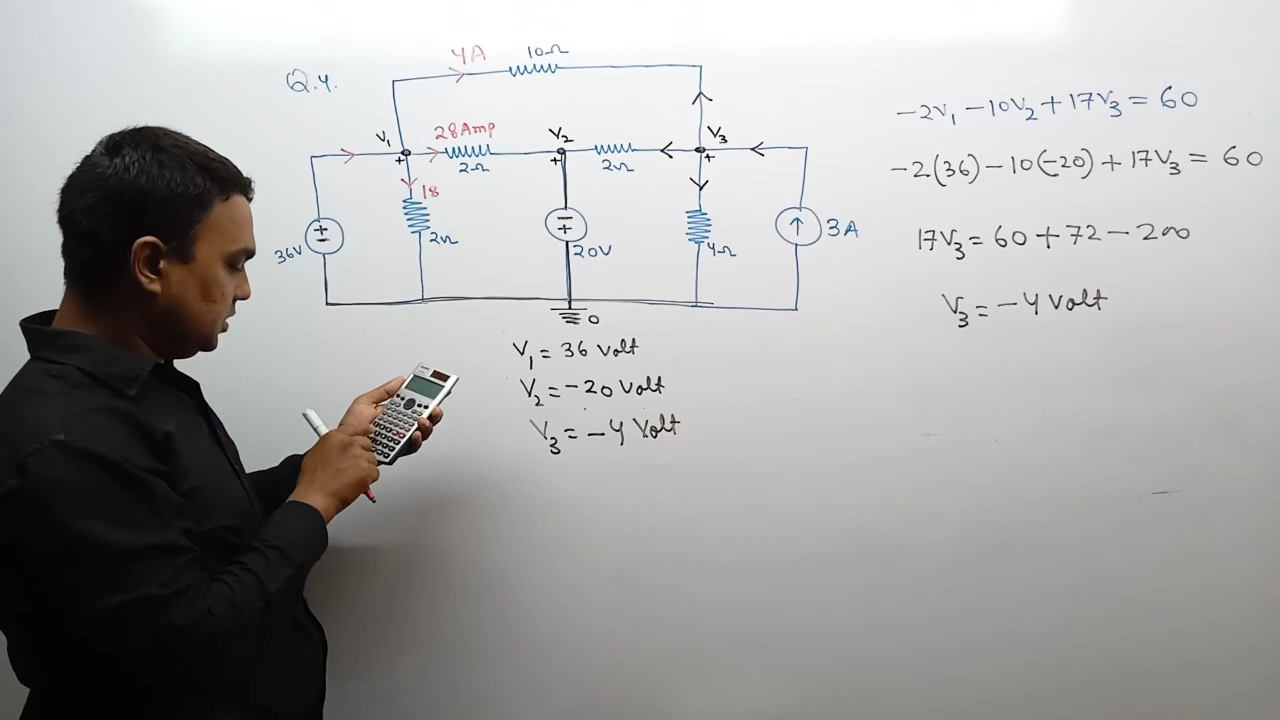 Q.4.
4A 10Ω
V₁ 28Amp V₂ V₃
+ 2Ω + 2Ω +
18
+
−
36V 2Ω
−
+
20V 4Ω ↑ 3A
0
V₁ = 36 Volt
V₂ = -20 Volt
V₃ = -4 Volt
-2V₁ -10V₂ + 17V₃ = 60
-2(36) - 10(-20) + 17V₃ = 60
17V₃ = 60 + 72 - 200
V₃ = -4 Volt